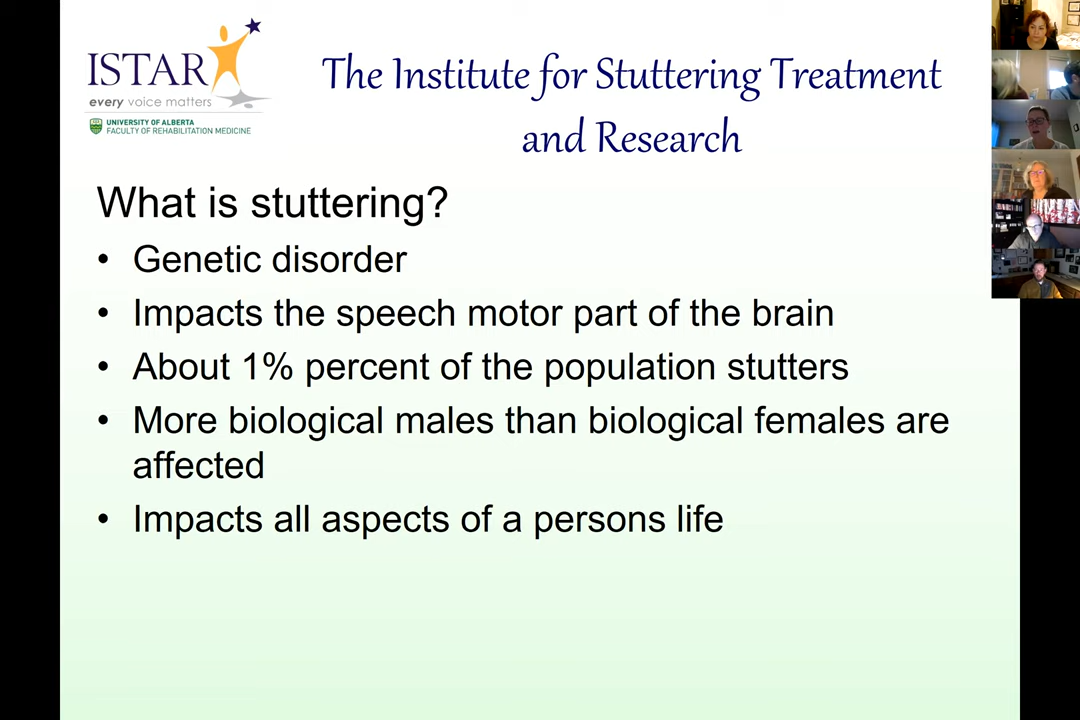 ISTAR
every voice matters
UNIVERSITY OF ALBERTA
FACULTY OF REHABILITATION MEDICINE
The Institute for Stuttering Treatment
and Research
What is stuttering?
• Genetic disorder
• Impacts the speech motor part of the brain
• About 1% percent of the population stutters
• More biological males than biological females are
affected
• Impacts all aspects of a persons life